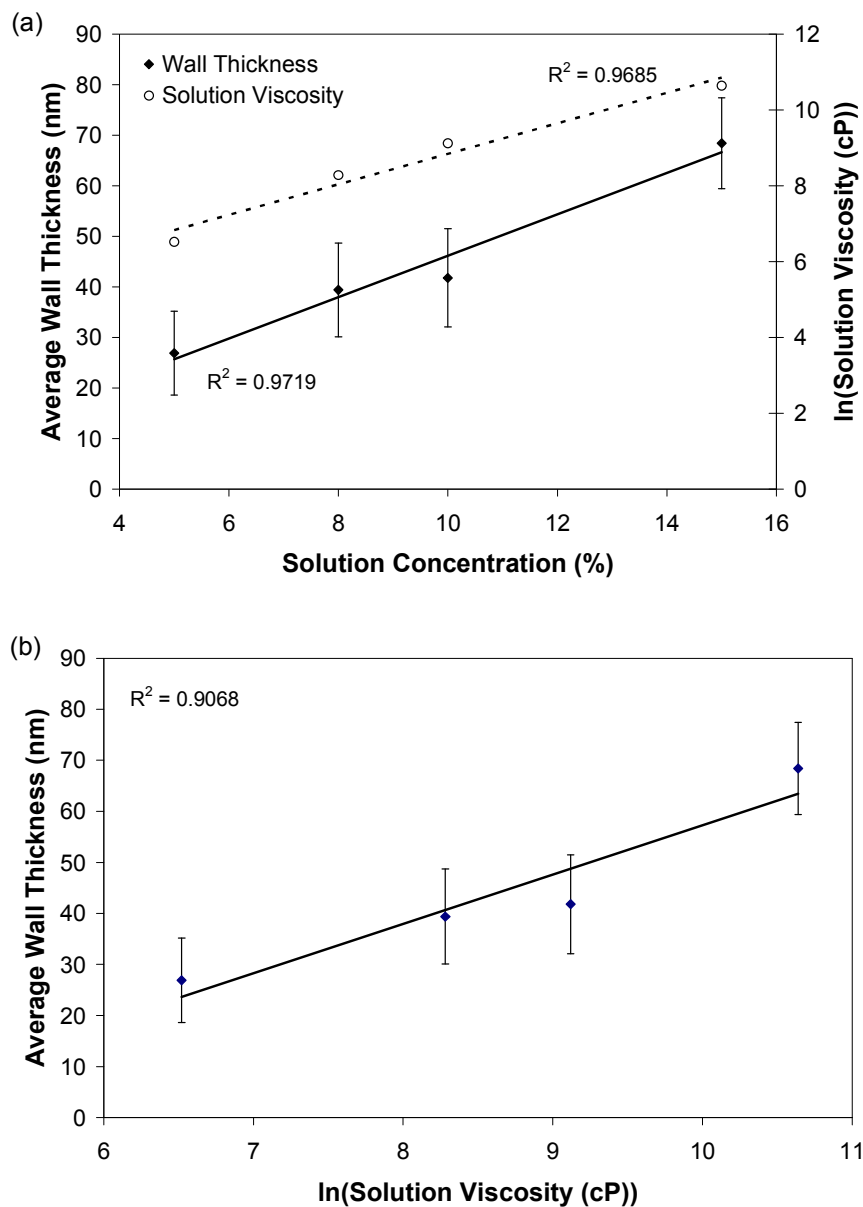 (a)
90
80
70
60
50
40
30
20
10
0
Average Wall Thickness (nm)
Wall Thickness
Solution Viscosity
R² = 0.9685
R² = 0.9719
12
10
8
6
4
2
0
ln(Solution Viscosity (cP))
4 6 8 10 12 14 16
Solution Concentration (%)
(b)
90
80
70
60
50
40
30
20
10
0
Average Wall Thickness (nm)
R² = 0.9068
6 7 8 9 10 11
ln(Solution Viscosity (cP))